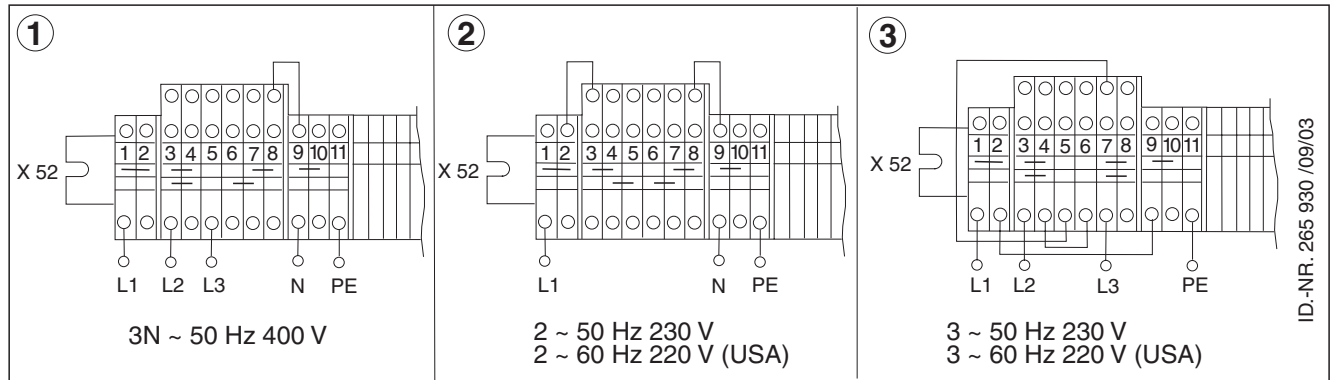 1
X 52
1 2 3 4 5 6 7 8 9 10 11
L1 L2 L3 N PE
3N ~ 50 Hz 400 V
2
X 52
1 2 3 4 5 6 7 8 9 10 11
L1 N PE
2 ~ 50 Hz 230 V
2 ~ 60 Hz 220 V (USA)
3
X 52
1 2 3 4 5 6 7 8 9 10 11
L1 L2 L3 PE
3 ~ 50 Hz 230 V
3 ~ 60 Hz 220 V (USA)
ID.-NR. 265 930 /09/03